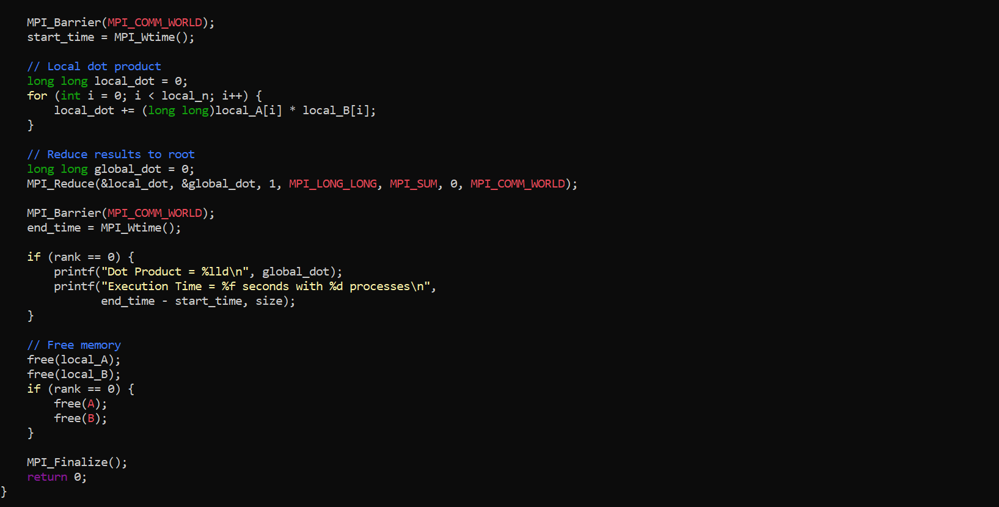 MPI_Barrier(MPI_COMM_WORLD);
    start_time = MPI_Wtime();

    // Local dot product
    long long local_dot = 0;
    for (int i = 0; i < local_n; i++) {
        local_dot += (long long)local_A[i] * local_B[i];
    }

    // Reduce results to root
    long long global_dot = 0;
    MPI_Reduce(&local_dot, &global_dot, 1, MPI_LONG_LONG, MPI_SUM, 0, MPI_COMM_WORLD);

    MPI_Barrier(MPI_COMM_WORLD);
    end_time = MPI_Wtime();

    if (rank == 0) {
        printf("Dot Product = %lld\n", global_dot);
        printf("Execution Time = %f seconds with %d processes\n",
               end_time - start_time, size);
    }

    // Free memory
    free(local_A);
    free(local_B);
    if (rank == 0) {
        free(A);
        free(B);
    }

    MPI_Finalize();
    return 0;
}